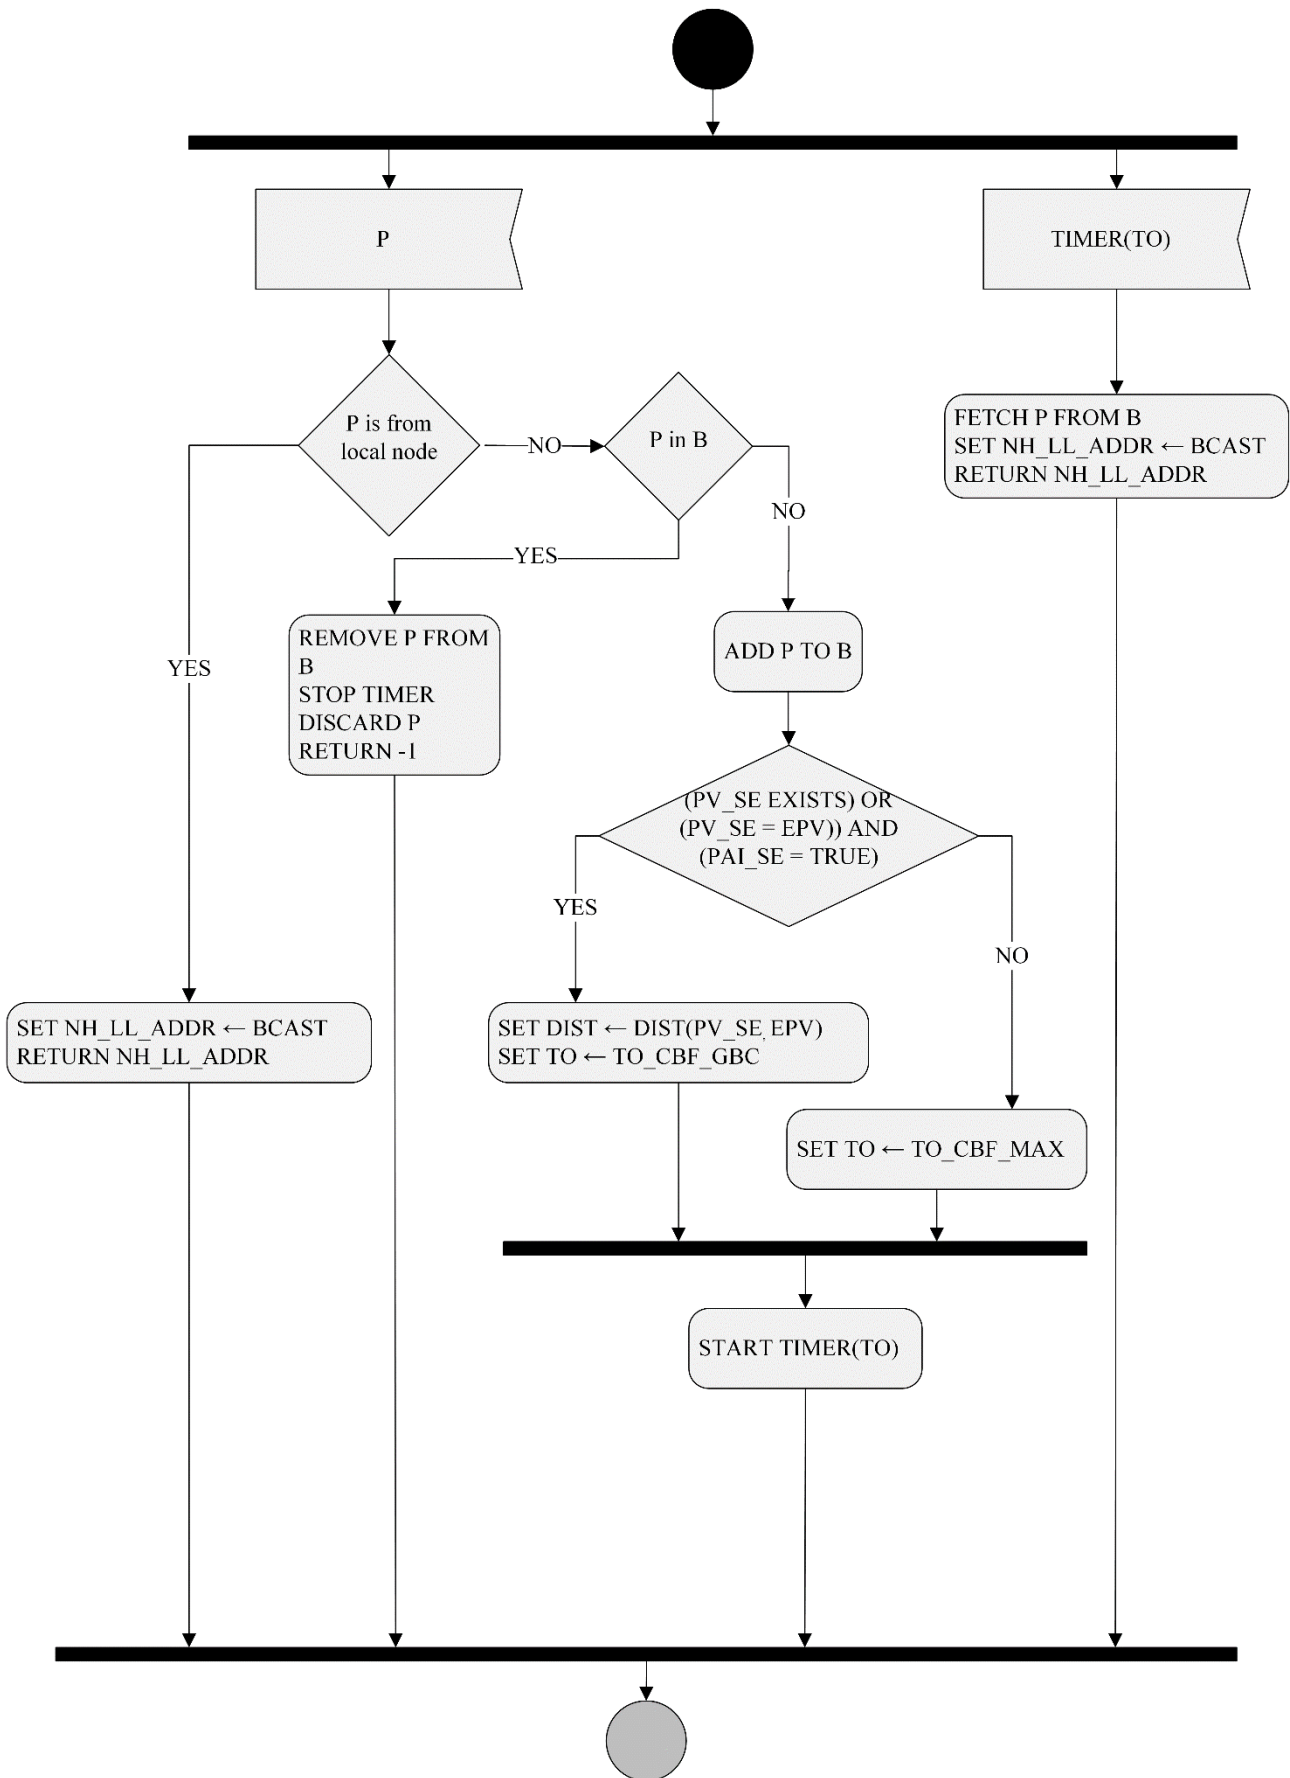 P
TIMER(TO)
P is from
local node
NO
P in B
FETCH P FROM B
SET NH_LL_ADDR ← BCAST
RETURN NH_LL_ADDR
NO
YES
REMOVE P FROM
B
STOP TIMER
DISCARD P
RETURN -1
YES
ADD P TO B
(PV_SE EXISTS) OR
(PV_SE = EPV)) AND
(PAI_SE = TRUE)
YES
NO
SET NH_LL_ADDR ← BCAST
RETURN NH_LL_ADDR
SET DIST ← DIST(PV_SE, EPV)
SET TO ← TO_CBF_GBC
SET TO ← TO_CBF_MAX
START TIMER(TO)